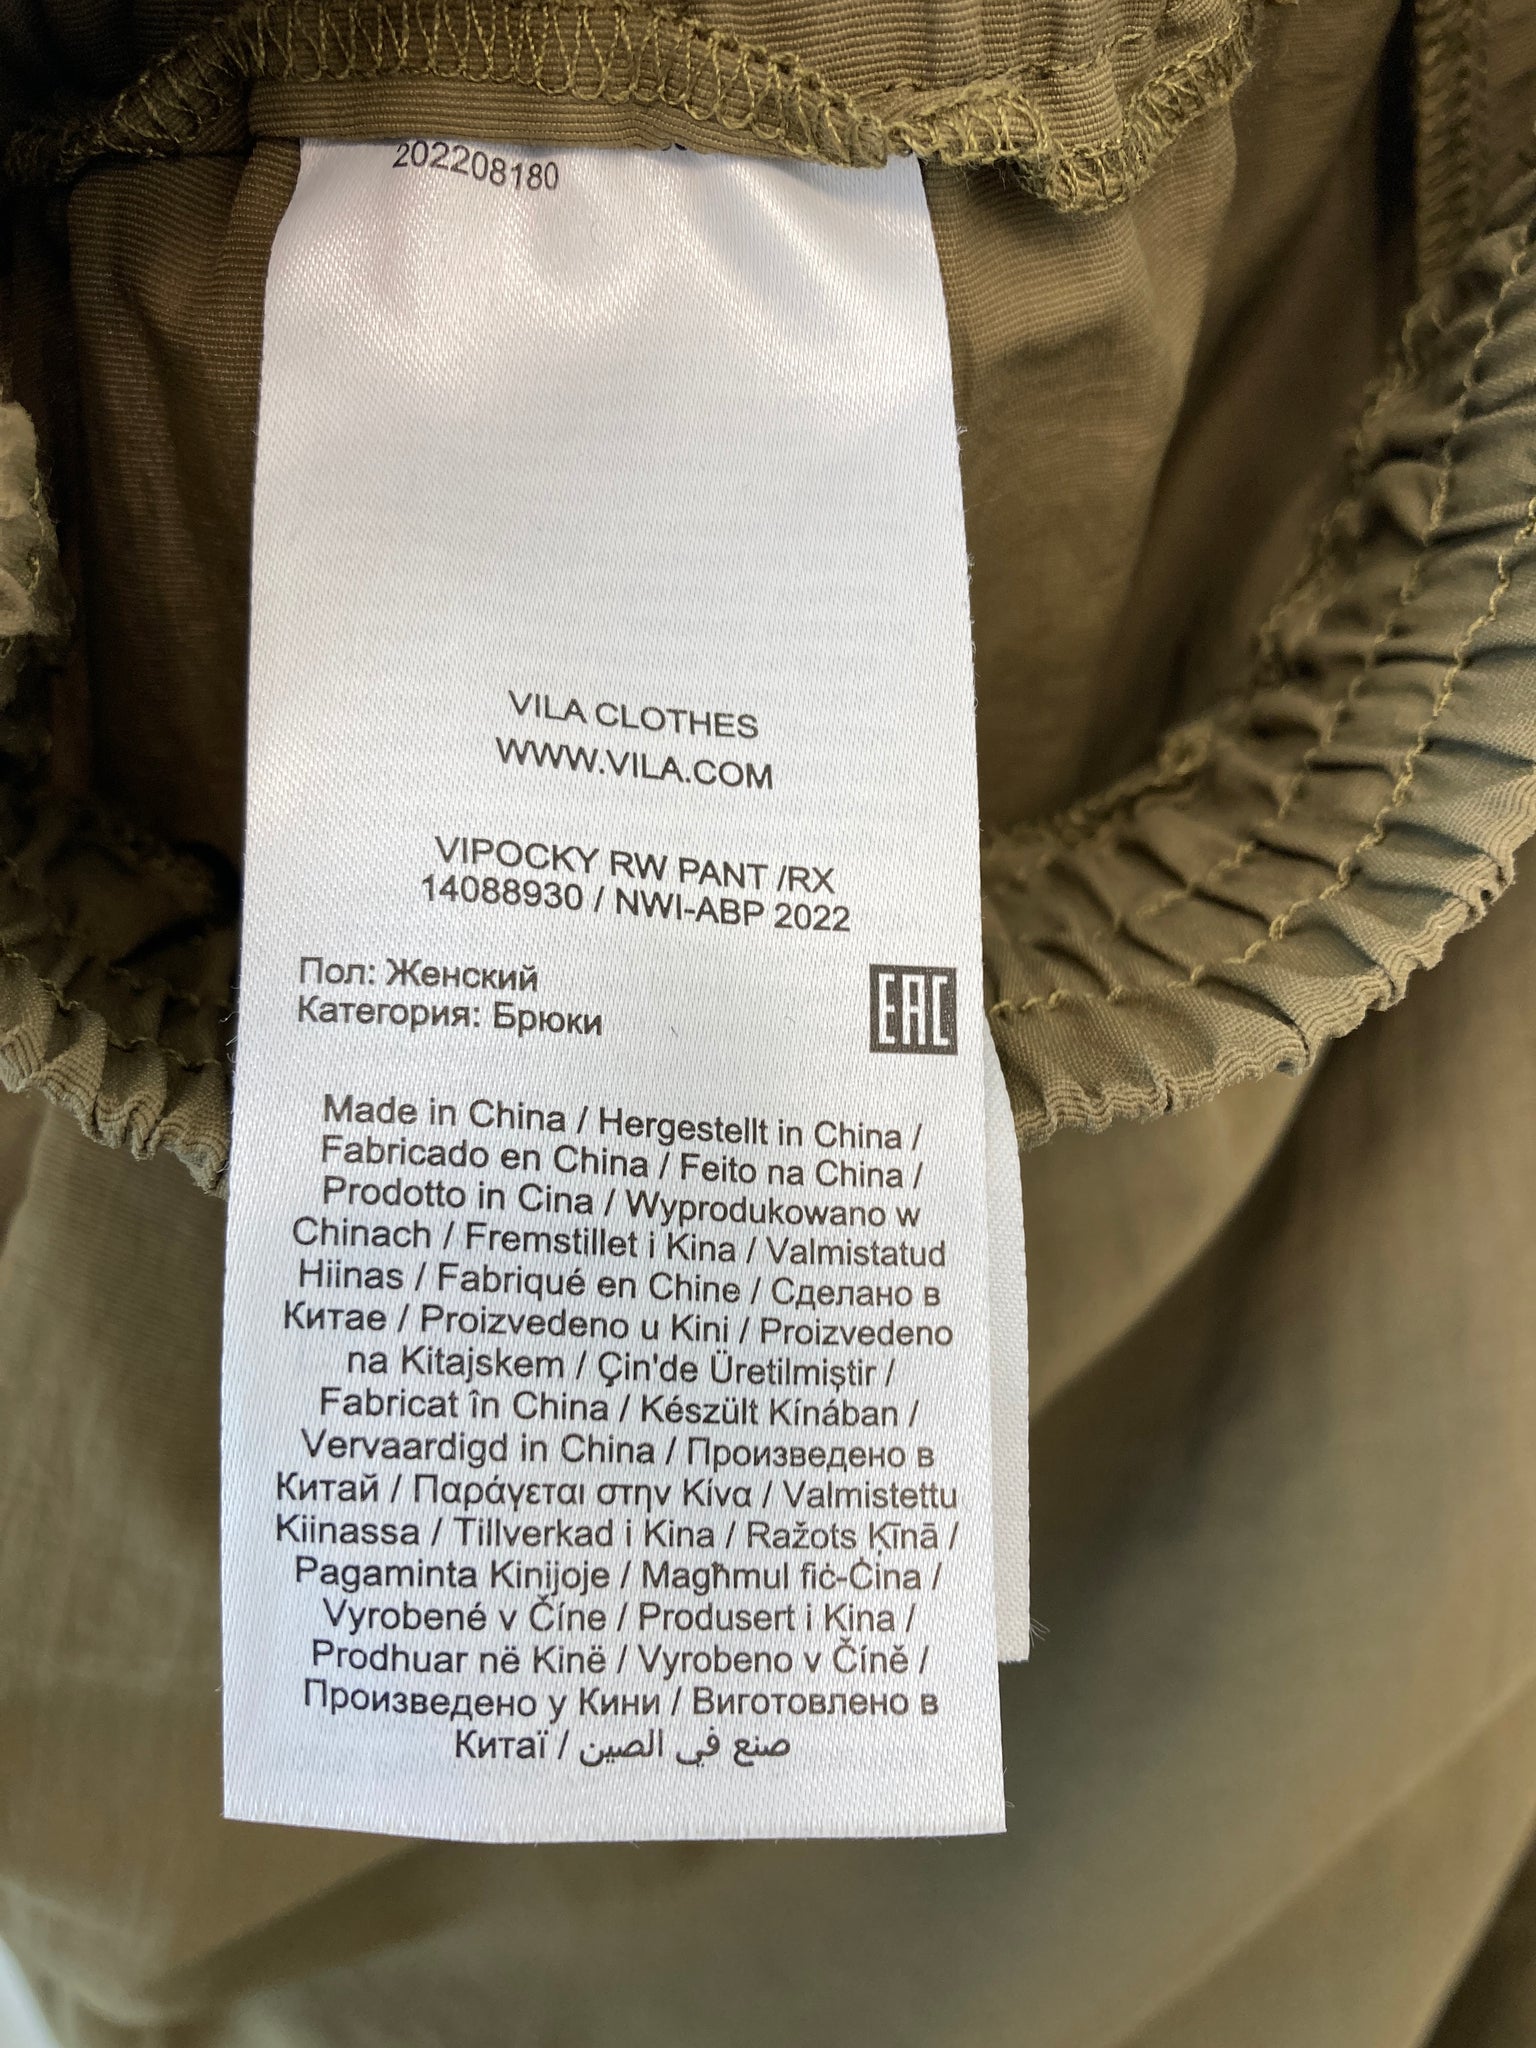 202208180
VILA CLOTHES
WWW.VILA.COM
VIPOCKY RW PANT /RX
14088930 / NWI-ABP 2022
Пол: Женский
Категория: Брюки
EAC
Made in China / Hergestellt in China /
Fabricado en China / Feito na China /
Prodotto in Cina / Wyprodukowano w
Chinach / Fremstillet i Kina / Valmistatud
Hiinas / Fabriqué en Chine / Сделано в
Китае / Proizvedeno u Kini / Proizvedeno
na Kitajskem / Çin'de Üretilmiştir /
Fabricat în China / Készült Kínában /
Vervaardigd in China / Произведено в
Китай / Παράγεται στην Κίνα / Valmistettu
Kiinassa / Tillverkad i Kina / Ražots Ķīnā /
Pagaminta Kinijoje / Magħmul fiċ-Ċina /
Vyrobené v Číne / Produsert i Kina /
Prodhuar në Kinë / Vyrobeno v Číně /
Произведено у Кини / Виготовлено в
Китаї / صنع في الصين